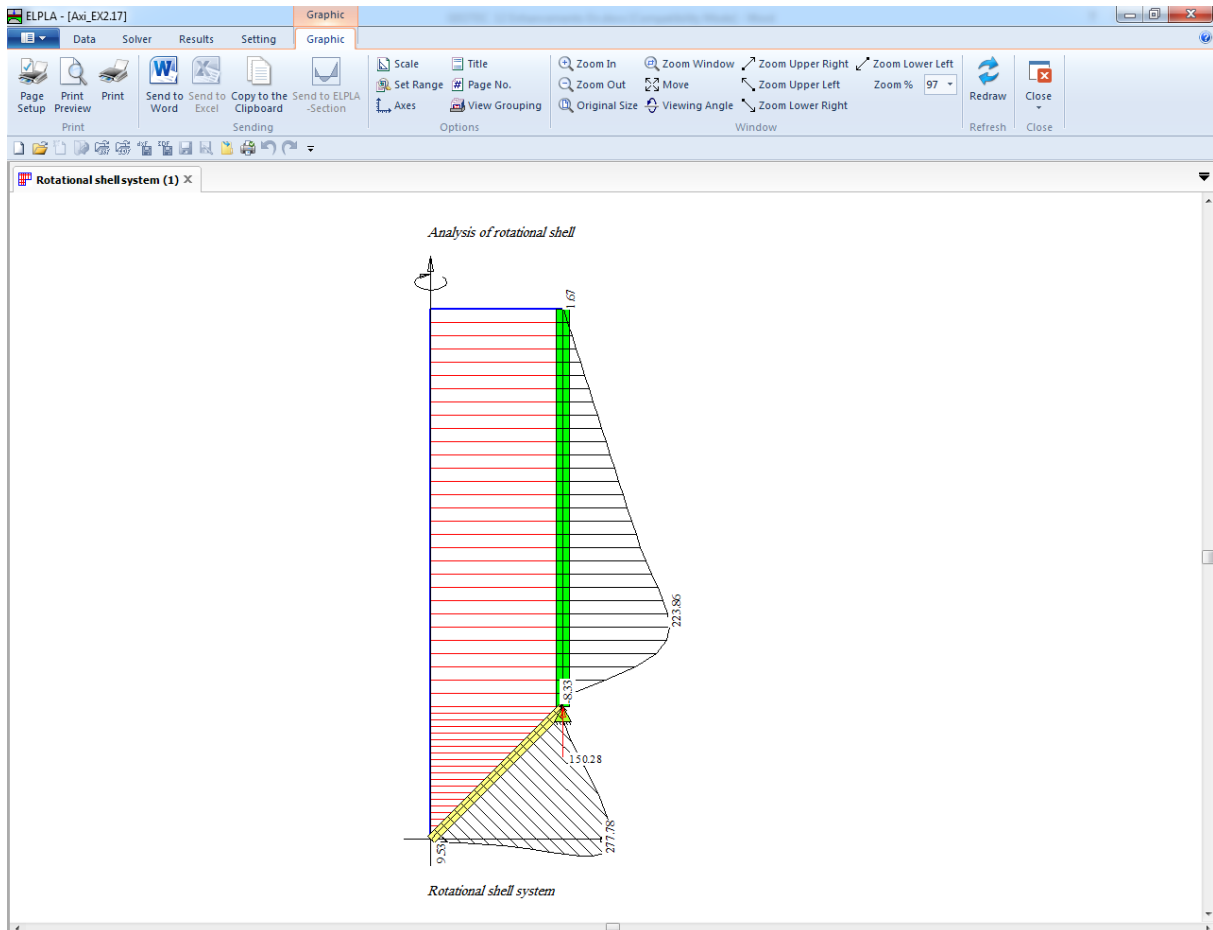 ELPLA - [Axi_EX2.17]
Graphic
Data Solver Results Setting Graphic
Page Setup
Print Preview
Print
Send to Word
Send to Excel
Copy to the Clipboard
Send to ELPLA -Section
Scale Title
Set Range Page No.
Axes View Grouping
Zoom In Zoom Window Zoom Upper Right Zoom Lower Left
Zoom Out Move Zoom Upper Left Zoom % 97
Original Size Viewing Angle Zoom Lower Right
Redraw
Close
Print Sending Options Window Refresh Close
Rotational shell system (1) X
Analysis of rotational shell
1.67
223.86
-8.33
150.28
277.78
9.53
Rotational shell system